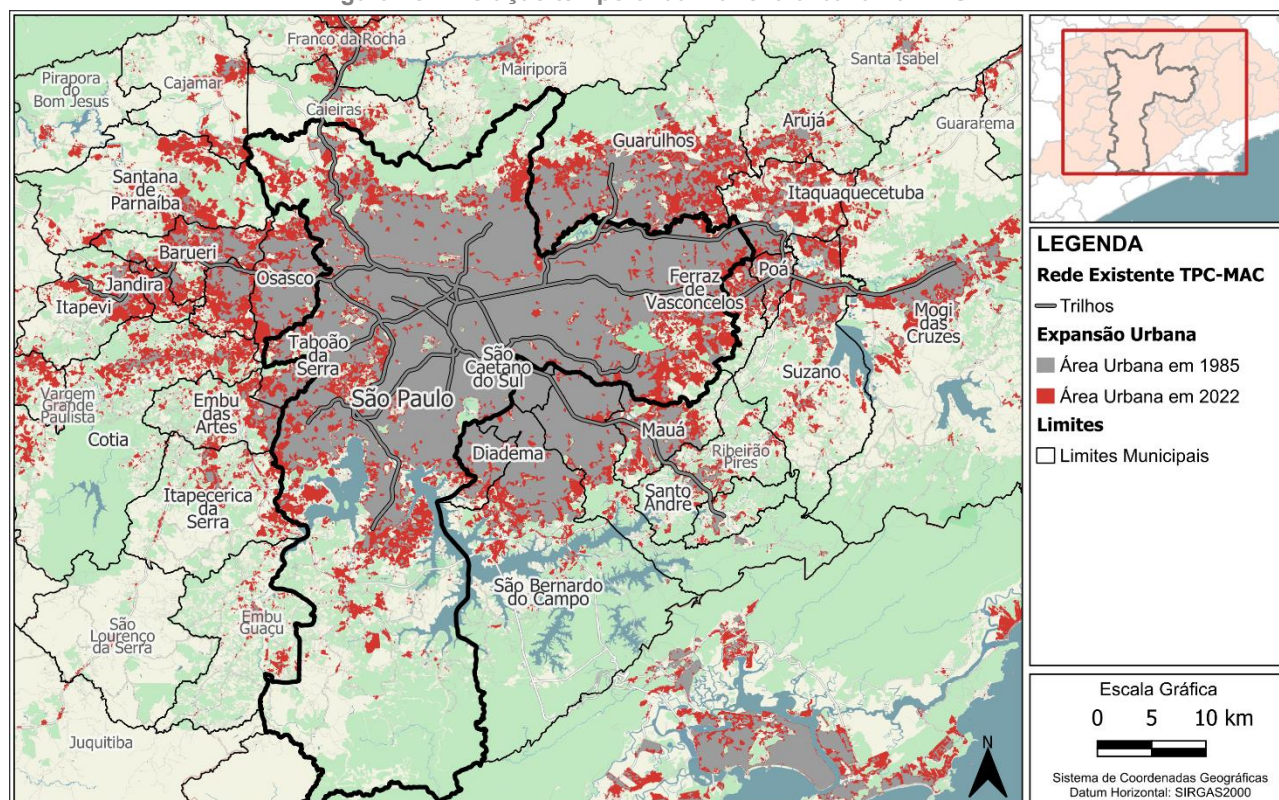 Franco da Rocha
Pirapora
do
Bom Jesus
Cajamar
Mairiporã
Santa Isabel
Caieiras
Guararema
Guarulhos
Arujá
Santana
de
Parnaíba
Itaquaquecetuba
Barueri
Jandira
Itapevi
Osasco
Ferraz
de
Vasconcelos
Poá
Mogi
das
Cruzes
Taboão
da
Serra
São
Caetano
do Sul
São Paulo
Suzano
Vargem
Grande
Paulista
Cotia
Embu
das
Artes
Mauá
Diadema
Ribeirão
Pires
Itapecerica
da
Serra
Santo
André
São Bernardo
do Campo
São
Lourenço
da Serra
Embu
Guaçu
Juquitiba
N
LEGENDA
Rede Existente TPC-MAC
Trilhos
Expansão Urbana
Área Urbana em 1985
Área Urbana em 2022
Limites
Limites Municipais
Escala Gráfica
0 5 10 km
Sistema de Coordenadas Geográficas
Datum Horizontal: SIRGAS2000